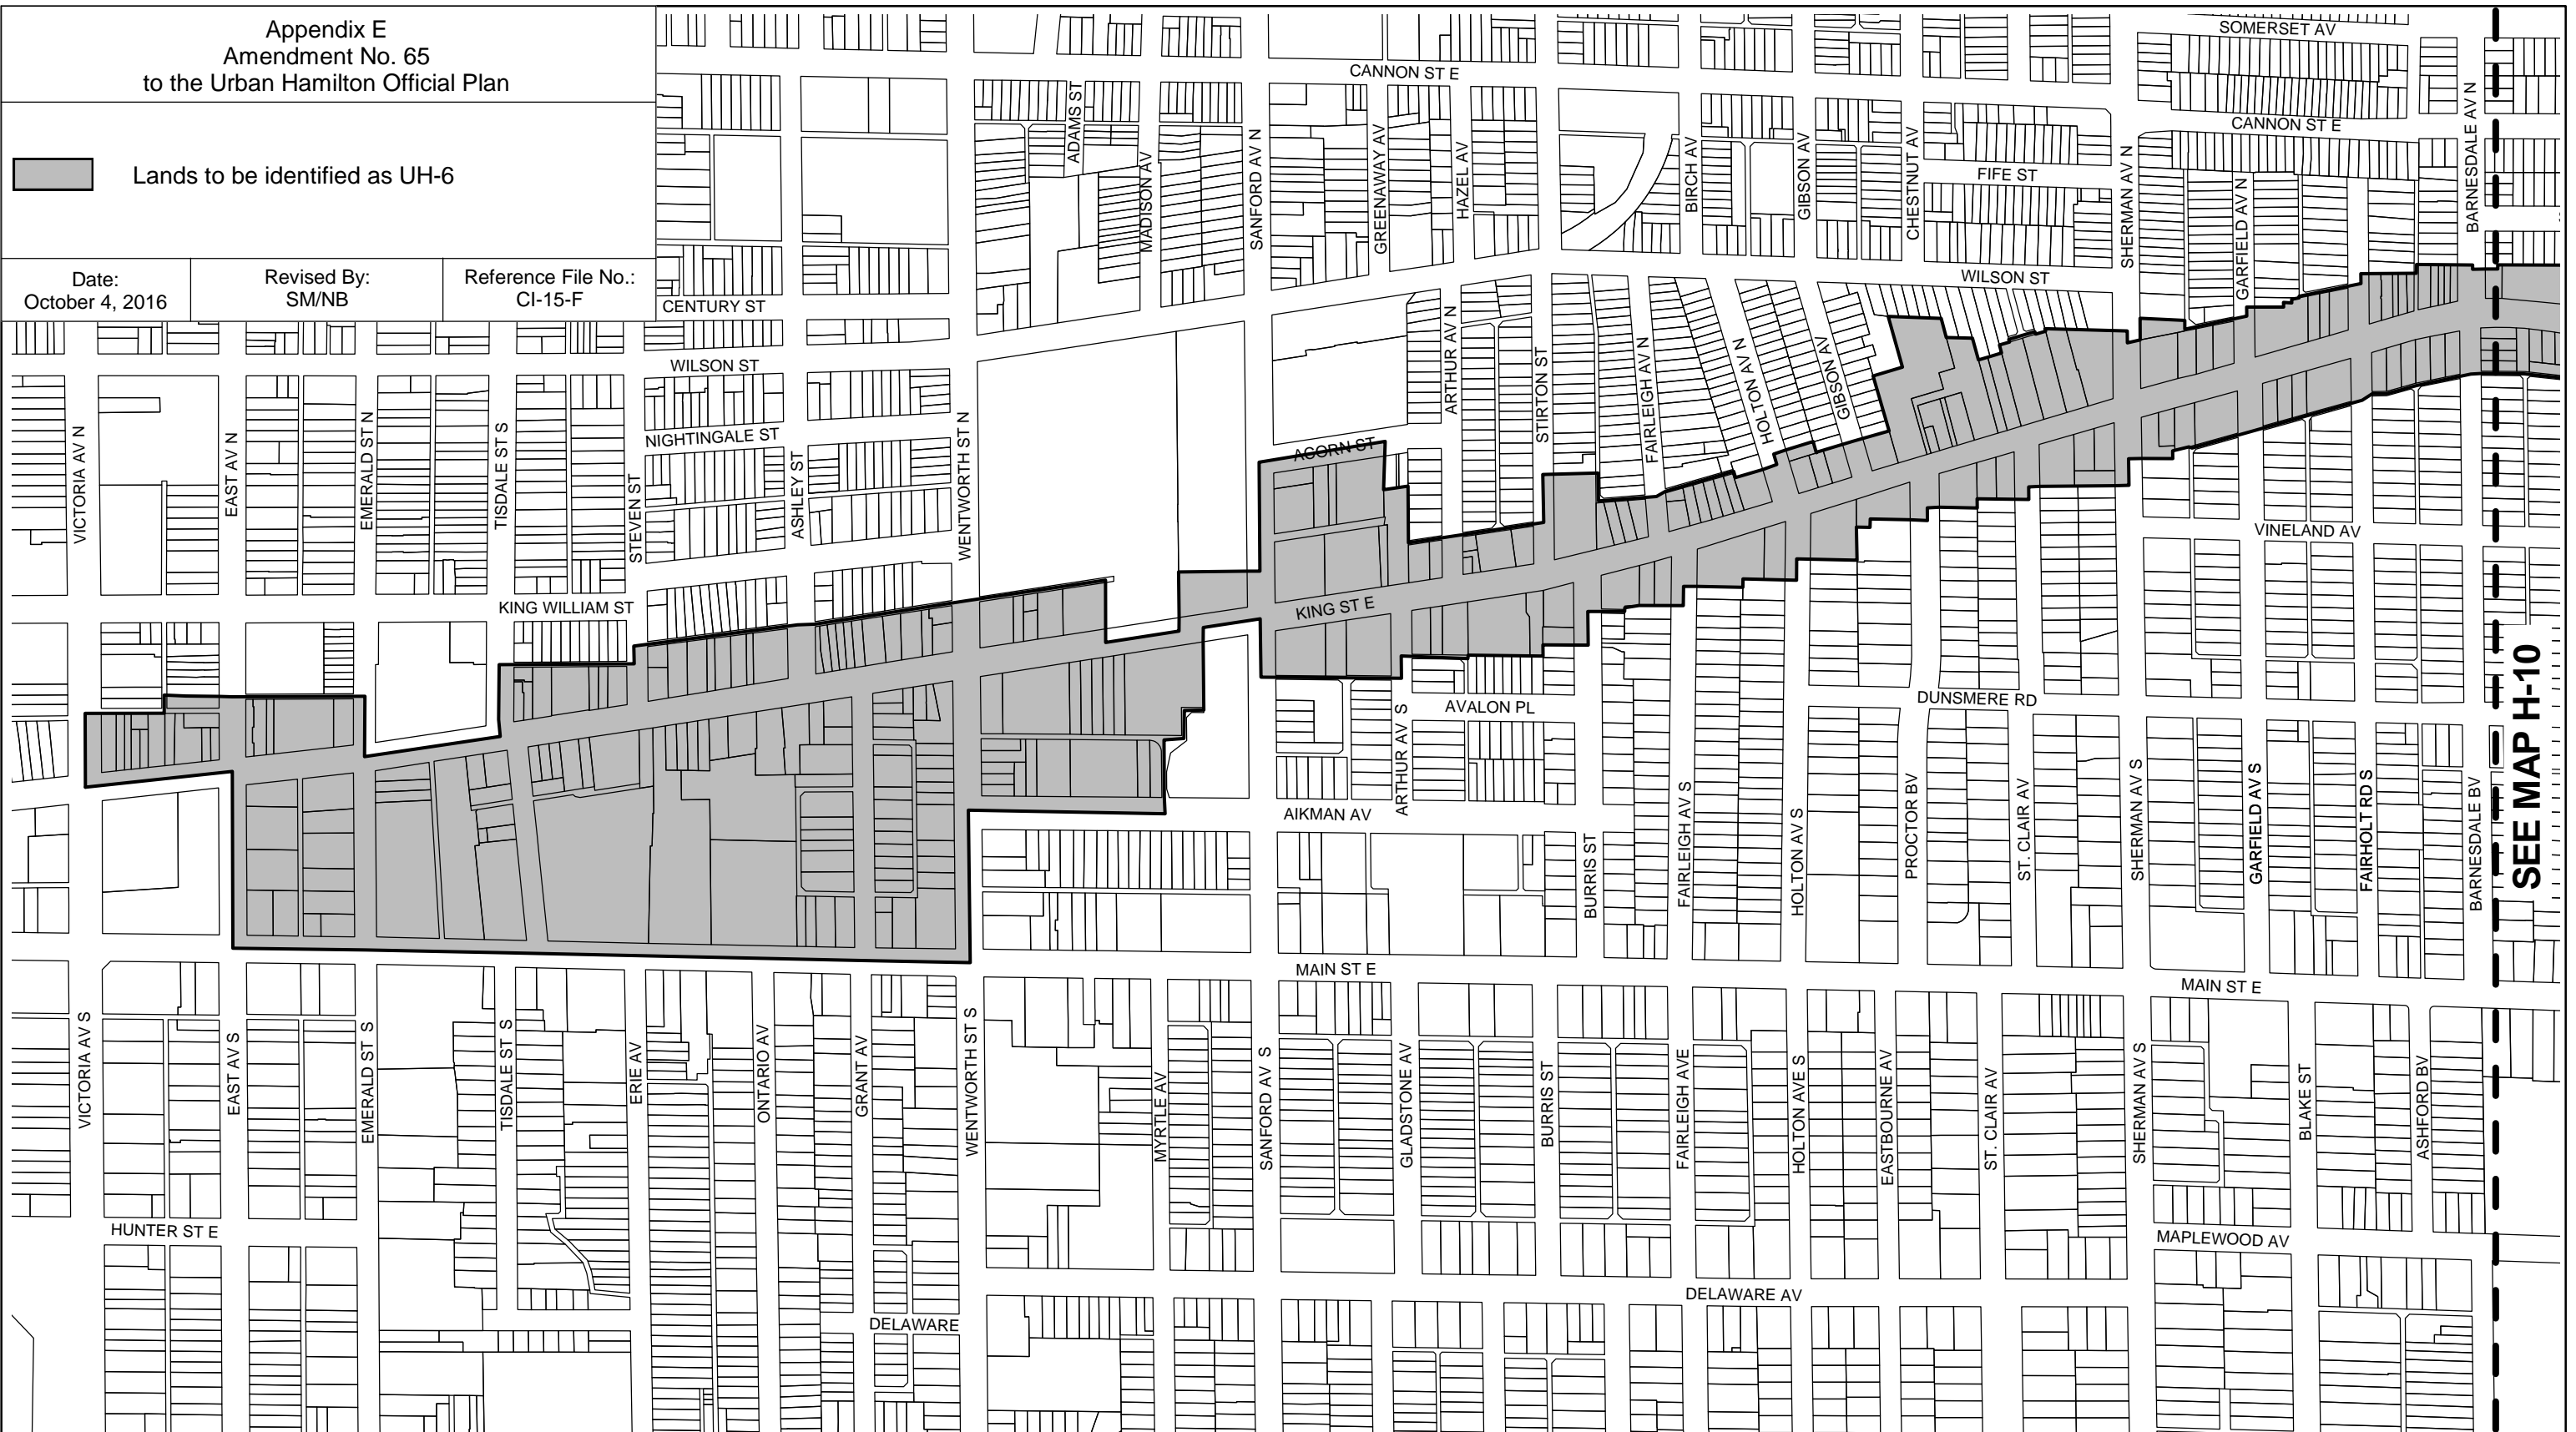 Appendix E
Amendment No. 65
to the Urban Hamilton Official Plan
Lands to be identified as UH-6
Date:
October 4, 2016
Revised By:
SM/NB
Reference File No.:
CI-15-F
SOMERSET AV
CANNON ST E
CANNON ST E
ADAMS ST
MADISON AV
SANFORD AV N
GREENAWAY AV
HAZEL AV
BIRCH AV
GIBSON AV
CHESTNUT AV
FIFE ST
SHERMAN AV N
GARFIELD AV N
BARNESDALE AV N
WILSON ST
CENTURY ST
WILSON ST
NIGHTINGALE ST
VICTORIA AV N
EAST AV N
EMERALD ST N
TISDALE ST S
STEVEN ST
ASHLEY ST
WENTWORTH ST N
ACORN ST
ARTHUR AV N
STIRTON ST
FAIRLEIGH AV N
HOLTON AV N
GIBSON AV
VINELAND AV
KING WILLIAM ST
KING ST E
AVALON PL
DUNSMERE RD
SEE MAP H-10
AIKMAN AV
ARTHUR AV S
BURRIS ST
FAIRLEIGH AV S
HOLTON AV S
PROCTOR BV
ST. CLAIR AV
SHERMAN AV S
GARFIELD AV S
FAIRHOLT RD S
BARNESDALE BV
MAIN ST E
MAIN ST E
VICTORIA AV S
EAST AV S
EMERALD ST S
TISDALE ST S
ERIE AV
ONTARIO AV
GRANT AV
WENTWORTH ST S
MYRTLE AV
SANFORD AV S
GLADSTONE AV
BURRIS ST
FAIRLEIGH AVE
HOLTON AVE S
EASTBOURNE AV
ST. CLAIR AV
SHERMAN AV S
BLAKE ST
ASHFORD BV
HUNTER ST E
MAPLEWOOD AV
DELAWARE AV
DELAWARE